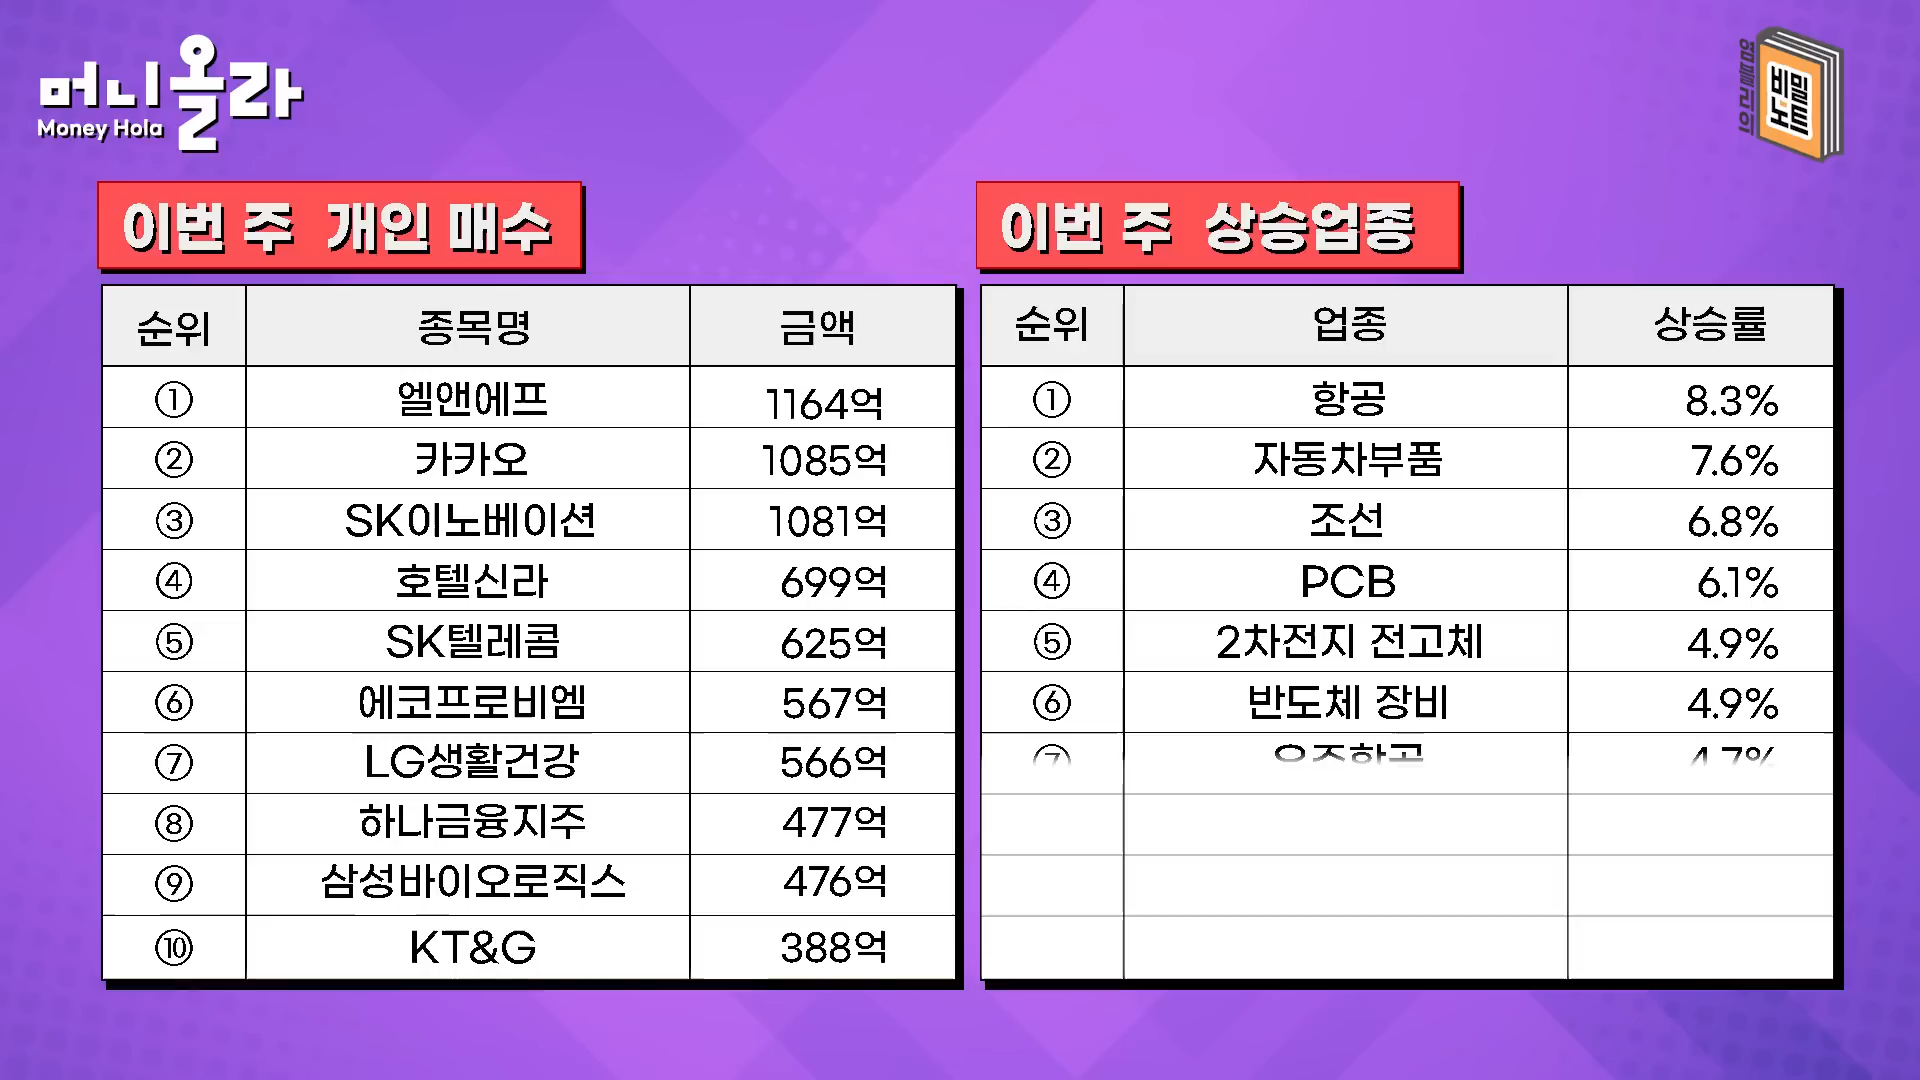 머니올라
Money Hola
염블리의
비밀
노트
이번 주 개인 매수
순위 종목명 금액
① 엘앤에프 1164억
② 카카오 1085억
③ SK이노베이션 1081억
④ 호텔신라 699억
⑤ SK텔레콤 625억
⑥ 에코프로비엠 567억
⑦ LG생활건강 566억
⑧ 하나금융지주 477억
⑨ 삼성바이오로직스 476억
⑩ KT&G 388억
이번 주 상승업종
순위 업종 상승률
① 항공 8.3%
② 자동차부품 7.6%
③ 조선 6.8%
④ PCB 6.1%
⑤ 2차전지 전고체 4.9%
⑥ 반도체 장비 4.9%
⑦ 우주항공 4.7%